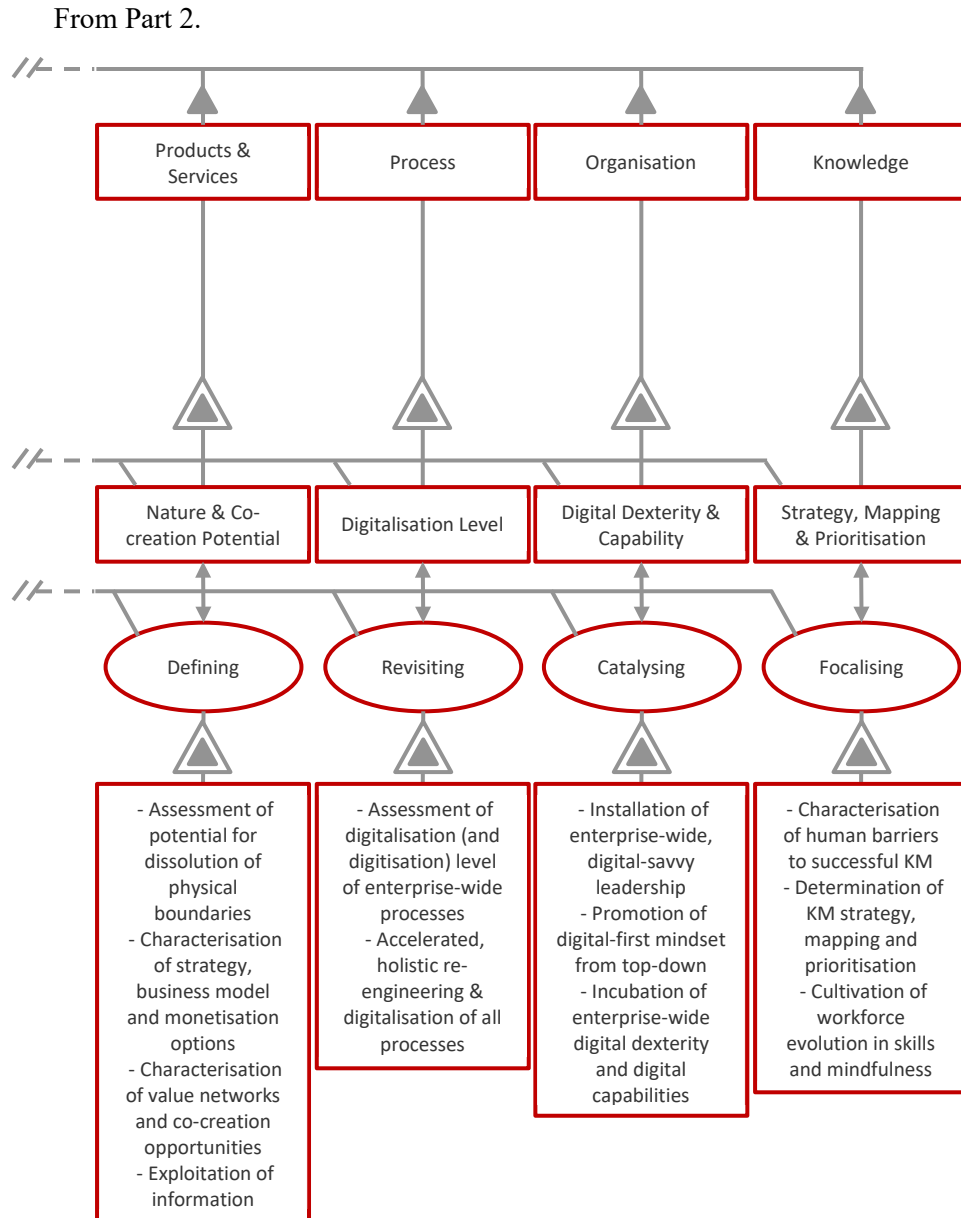 From Part 2.
Products &
Services
Process
Organisation
Knowledge
Nature & Co-
creation Potential
Digitalisation Level
Digital Dexterity &
Capability
Strategy, Mapping
& Prioritisation
Defining
Revisiting
Catalysing
Focalising
- Assessment of
potential for
dissolution of
physical
boundaries
- Characterisation
of strategy,
business model
and monetisation
options
- Characterisation
of value networks
and co-creation
opportunities
- Exploitation of
information
- Assessment of
digitalisation (and
digitisation) level
of enterprise-wide
processes
- Accelerated,
holistic re-
engineering &
digitalisation of all
processes
- Installation of
enterprise-wide,
digital-savvy
leadership
- Promotion of
digital-first mindset
from top-down
- Incubation of
enterprise-wide
digital dexterity
and digital
capabilities
- Characterisation
of human barriers
to successful KM
- Determination of
KM strategy,
mapping and
prioritisation
- Cultivation of
workforce
evolution in skills
and mindfulness